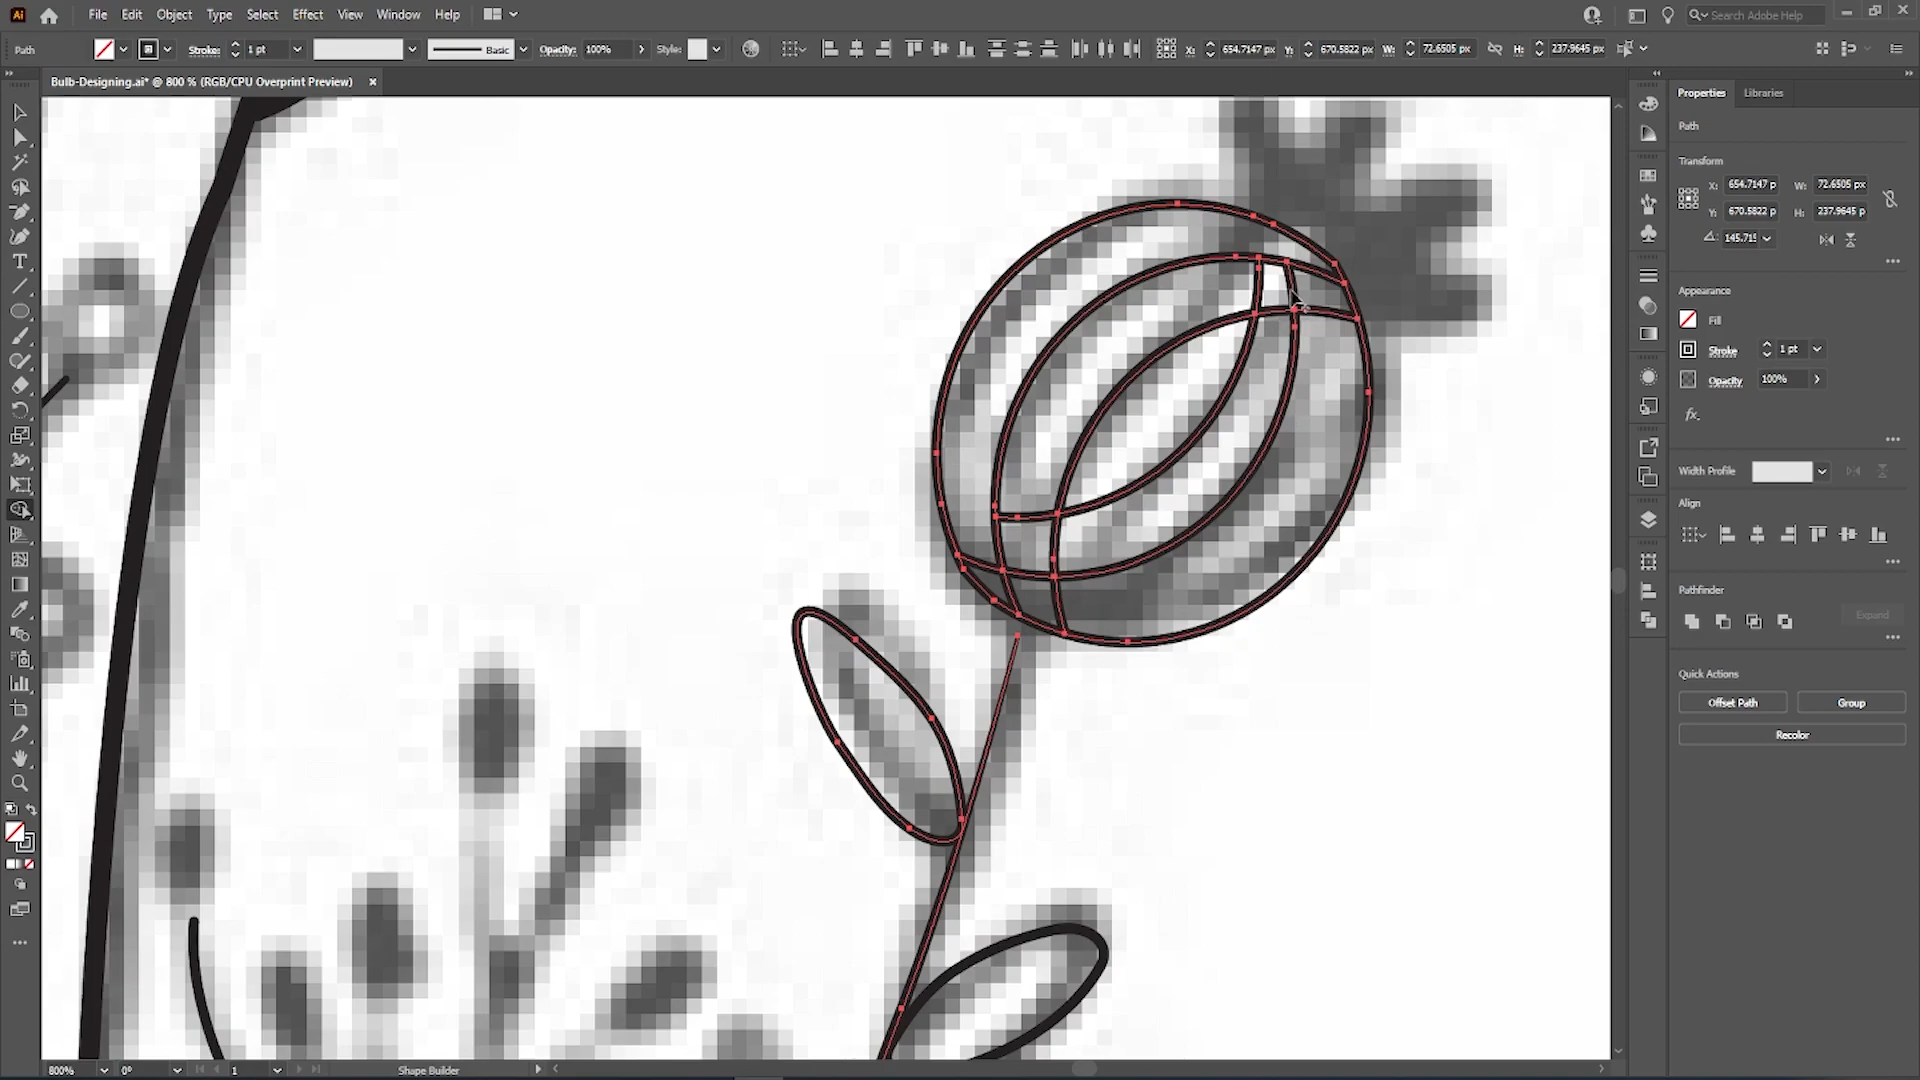 Ai File Edit Object Type Select Effect View Window Help Search Adobe Help
Path Stroke: 1 pt Basic Opacity: 100% Style: X: 654.7147 px Y: 670.5822 px W: 72.6505 px H: 237.9645 px
Bulb-Designing.ai* @ 800 % (RGB/CPU Overprint Preview)
Properties Libraries
Path
Transform
X: 654.7147 p W: 72.6505 px
Y: 670.5822 p H: 237.9645 p
145.715
Appearance
Fill
Stroke 1 pt
Opacity 100%
fx.
Width Profile
Align
Pathfinder
Expand
Quick Actions
Offset Path Group
Recolor
800% 0° 1 Shape Builder